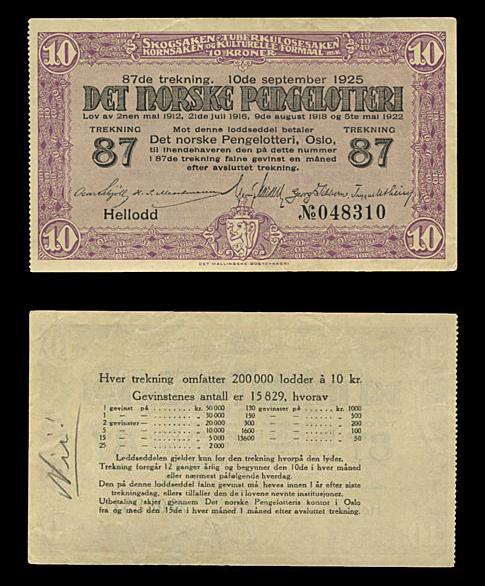 10
SKOGSAKEN - TUBERKULOSESAKEN
KORNSAKEN OG KULTURELLE FORMAAL M.V.
10 KRONER
10
87de trekning. 10de september 1925
DET NORSKE PENGELOTTERI
Lov av 2nen mai 1912, 21de juli 1916, 9de august 1918 og 5te mai 1922
TREKNING
87
Mot denne loddseddel betaler
Det norske Pengelotteri, Oslo,
til ihendehaveren den på dette nummer
i 87de trekning falne gevinst en måned
efter avsluttet trekning.
TREKNING
87
Hellodd
№048310
10
10
DET MALLINGSKE BOGTRYKKERI
Hver trekning omfatter 200 000 lodder à 10 kr.
Gevinstenes antall er 15 829, hvorav
1 gevinst på ........ kr. 50 000 130 gevinster på ........ kr. 1000
1 — — ........ 30 000 150 — — ........ 500
2 gevinster — ........ 20 000 300 — — ........ 200
5 — — ........ 10 000 1600 — — ........ 100
15 — — ........ 5 000 13600 — — ........ 50
25 — — ........ 2 000
Loddseddelen gjelder kun for den trekning hvorpå den lyder.
Trekning foregår 12 ganger årlig og begynner den 10de i hver måned
eller nærmest påfølgende hverdag.
Den på denne loddseddel falne gevinst må heves innen 1 år efter siste
trekningsdag, ellers tilfaller den de i lovene nevnte institusjoner.
Utbetaling skjer gjennem Det norske Pengelotteris kontor i Oslo
fra og med den 15de i hver måned 1 måned efter avsluttet trekning.